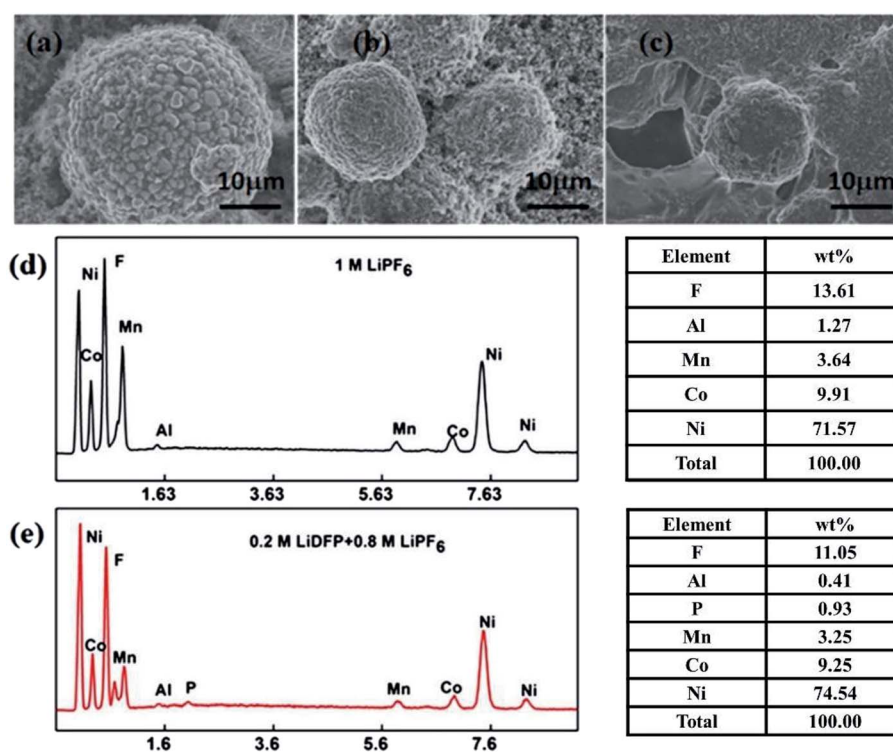 (a) (b) (c)
10μm 10μm 10μm
(d)
1 M LiPF6
Ni
F
Co
Mn
Al
Mn
Co
Ni
Ni
1.63 3.63 5.63 7.63
Element wt%
F 13.61
Al 1.27
Mn 3.64
Co 9.91
Ni 71.57
Total 100.00
(e)
0.2 M LiDFP+0.8 M LiPF6
Ni
F
Co
Mn
Al
P
Mn
Co
Ni
Ni
1.6 3.6 5.6 7.6
Element wt%
F 11.05
Al 0.41
P 0.93
Mn 3.25
Co 9.25
Ni 74.54
Total 100.00